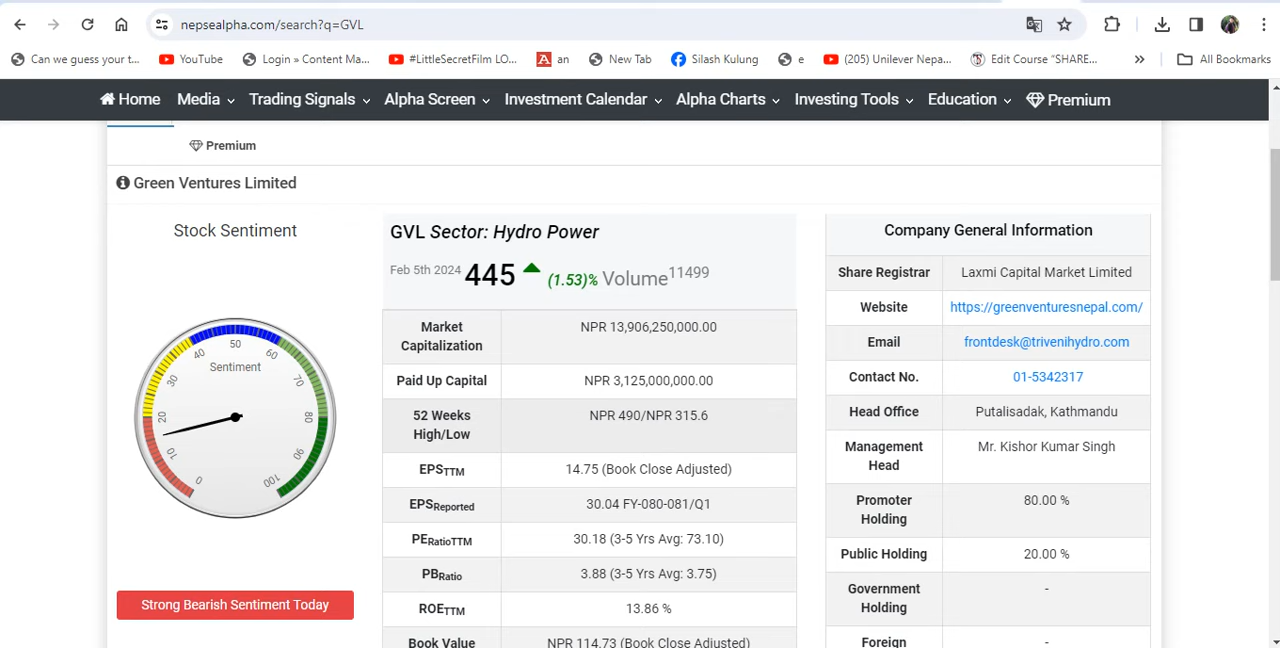 nepsealpha.com/search?q=GVL
Can we guess your t...
YouTube
Login » Content Ma...
#LittleSecretFilm LO...
an
New Tab
Silash Kulung
e
(205) Unilever Nepa...
Edit Course "SHARE...
»
All Bookmarks
Home
Media
Trading Signals
Alpha Screen
Investment Calendar
Alpha Charts
Investing Tools
Education
Premium
Premium
Green Ventures Limited
Stock Sentiment
0
10
20
30
40
50
60
70
80
90
100
Sentiment
Strong Bearish Sentiment Today
GVL Sector: Hydro Power
Feb 5th 2024 445 (1.53)% Volume 11499
Market Capitalization NPR 13,906,250,000.00
Paid Up Capital NPR 3,125,000,000.00
52 Weeks High/Low NPR 490/NPR 315.6
EPSTTM 14.75 (Book Close Adjusted)
EPSReported 30.04 FY-080-081/Q1
PERatioTTM 30.18 (3-5 Yrs Avg: 73.10)
PBRatio 3.88 (3-5 Yrs Avg: 3.75)
ROETTM 13.86 %
Book Value NPR 114.73 (Book Close Adjusted)
Company General Information
Share Registrar Laxmi Capital Market Limited
Website https://greenventuresnepal.com/
Email frontdesk@trivenihydro.com
Contact No. 01-5342317
Head Office Putalisadak, Kathmandu
Management Head Mr. Kishor Kumar Singh
Promoter Holding 80.00 %
Public Holding 20.00 %
Government Holding -
Foreign -